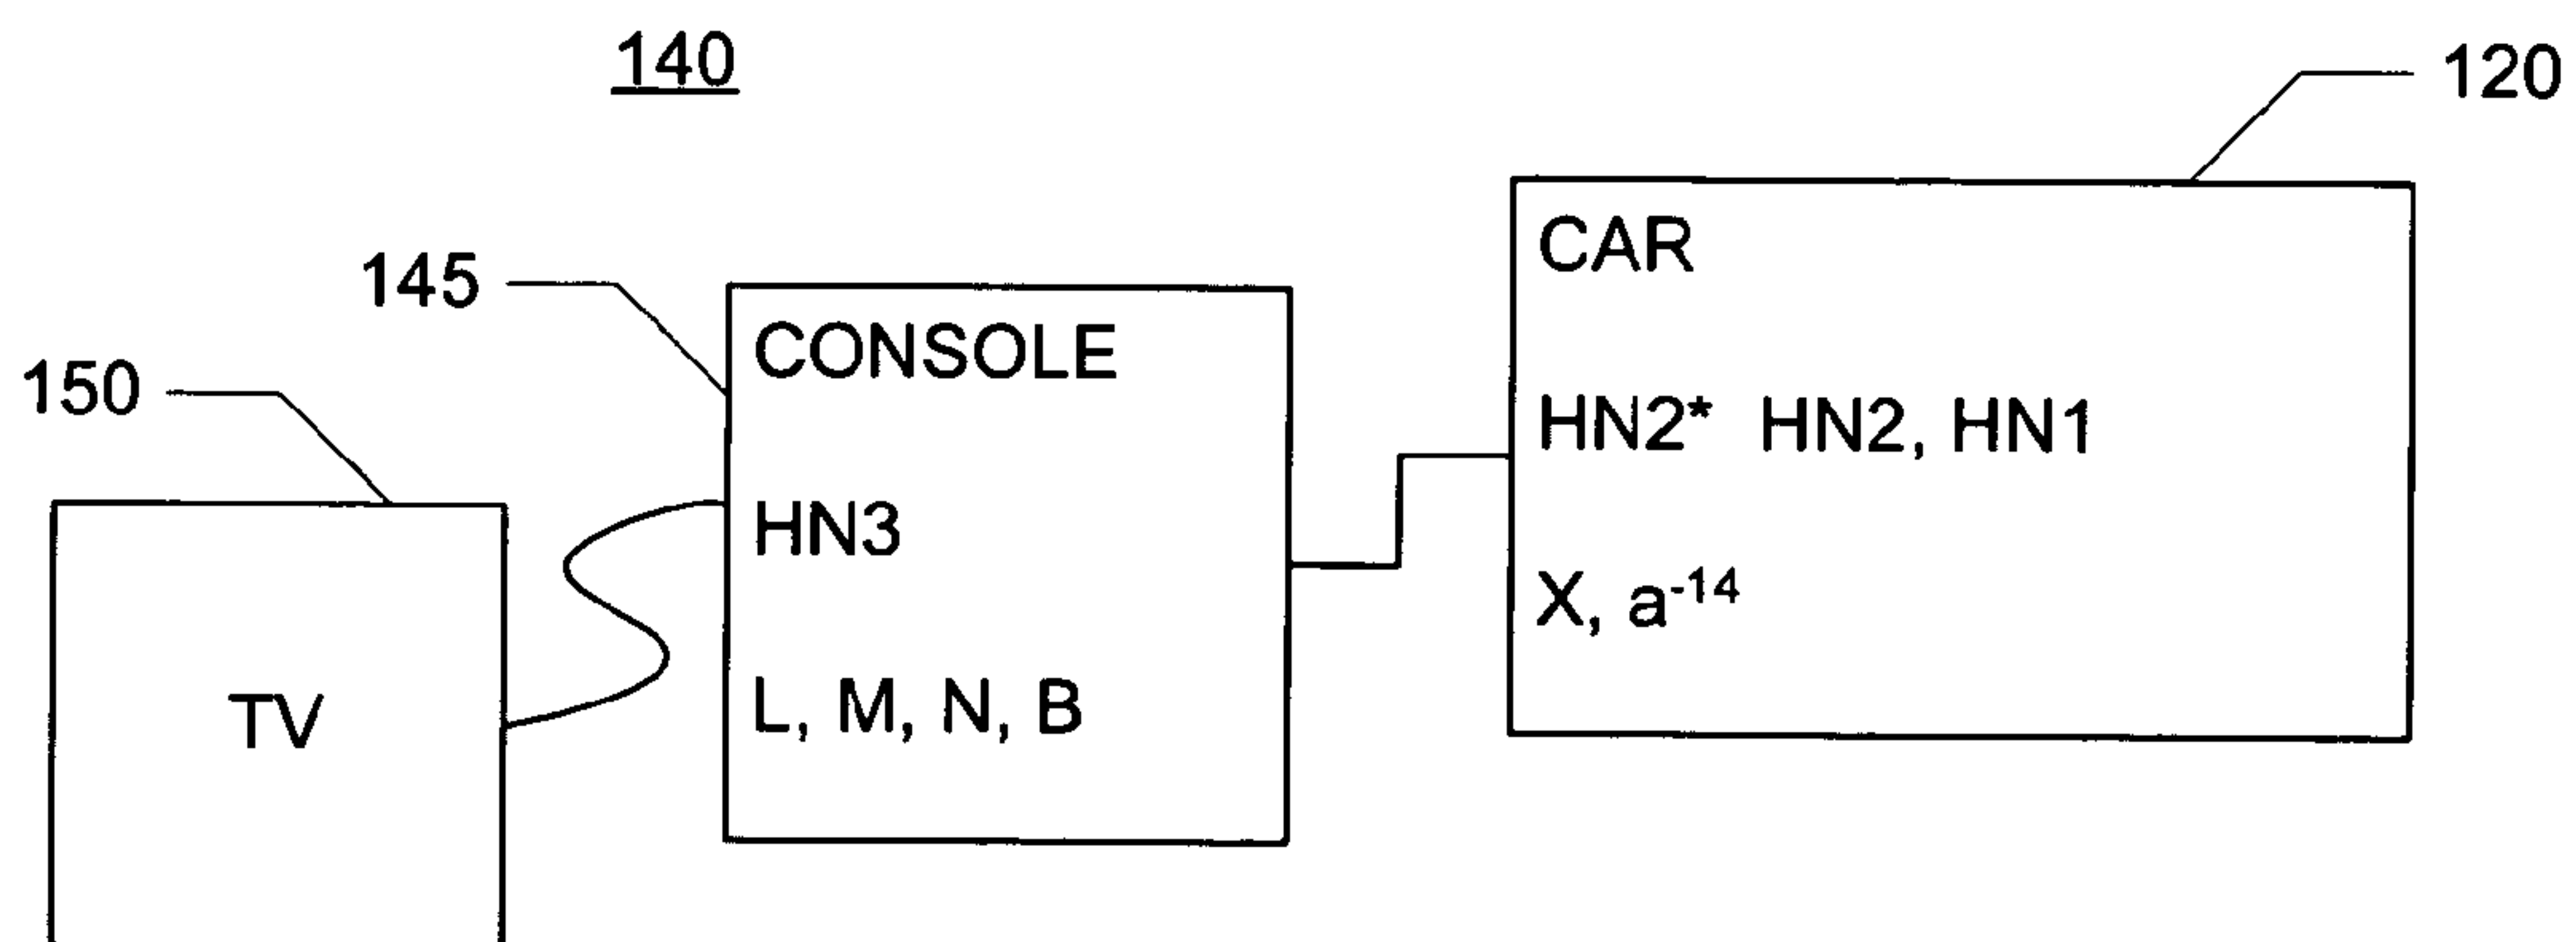 140
120
CAR
HN2* HN2, HN1
X, a⁻¹⁴
145
CONSOLE
HN3
L, M, N, B
150
TV